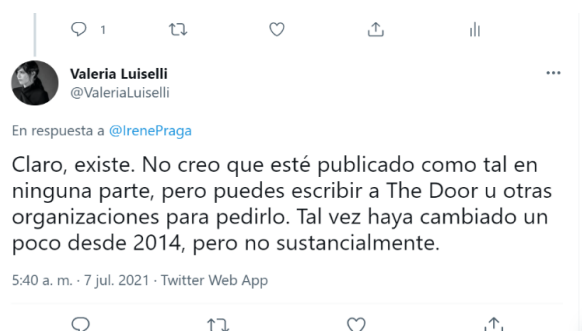 1
Valeria Luiselli
@ValeriaLuiselli
En respuesta a @IrenePraga
Claro, existe. No creo que esté publicado como tal en
ninguna parte, pero puedes escribir a The Door u otras
organizaciones para pedirlo. Tal vez haya cambiado un
poco desde 2014, pero no sustancialmente.
5:40 a. m. · 7 jul. 2021 · Twitter Web App